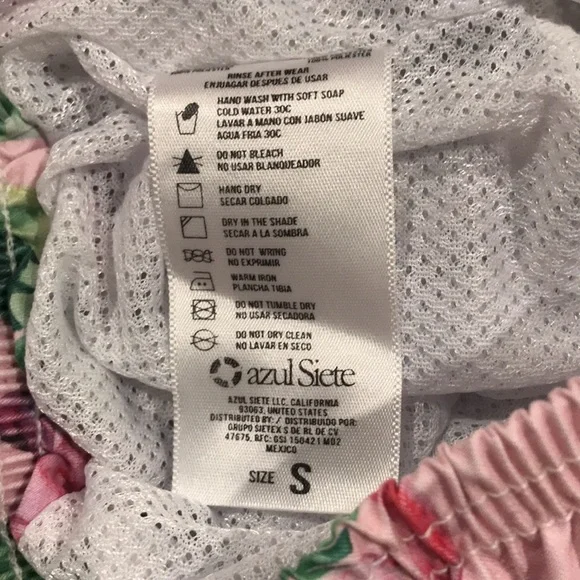 100% POLYESTER
RINSE AFTER WEAR
ENJUAGAR DESPUES DE USAR
HAND WASH WITH SOFT SOAP
COLD WATER 30C
LAVAR A MANO CON JABÓN SUAVE
AGUA FRIA 30C
DO NOT BLEACH
NO USAR BLANQUEADOR
HANG DRY
SECAR COLGADO
DRY IN THE SHADE
SECAR A LA SOMBRA
DO NOT WRING
NO EXPRIMIR
WARM IRON
PLANCHA TIBIA
DO NOT TUMBLE DRY
NO USAR SECADORA
DO NOT DRY CLEAN
NO LAVAR EN SECO
azul Siete
AZUL SIETE LLC. CALIFORNIA
93063, UNITED STATES
DISTRIBUTED BY: / DISTRIBUIDO POR:
GRUPO SIETEX S DE RL DE CV
47675, RFC: GSI 150421 M02
MEXICO
SIZE S